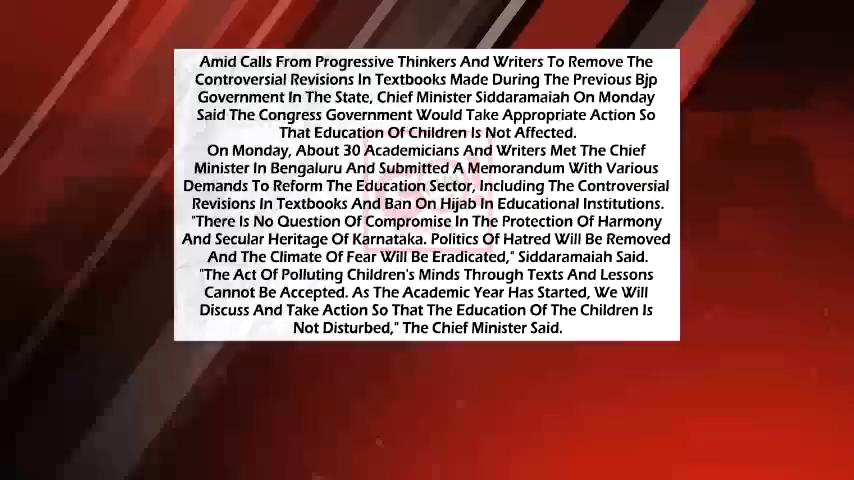 Amid Calls From Progressive Thinkers And Writers To Remove The
Controversial Revisions In Textbooks Made During The Previous Bjp
Government In The State, Chief Minister Siddaramaiah On Monday
Said The Congress Government Would Take Appropriate Action So
That Education Of Children Is Not Affected.
On Monday, About 30 Academicians And Writers Met The Chief
Minister In Bengaluru And Submitted A Memorandum With Various
Demands To Reform The Education Sector, Including The Controversial
Revisions In Textbooks And Ban On Hijab In Educational Institutions.
"There Is No Question Of Compromise In The Protection Of Harmony
And Secular Heritage Of Karnataka. Politics Of Hatred Will Be Removed
And The Climate Of Fear Will Be Eradicated," Siddaramaiah Said.
"The Act Of Polluting Children's Minds Through Texts And Lessons
Cannot Be Accepted. As The Academic Year Has Started, We Will
Discuss And Take Action So That The Education Of The Children Is
Not Disturbed," The Chief Minister Said.